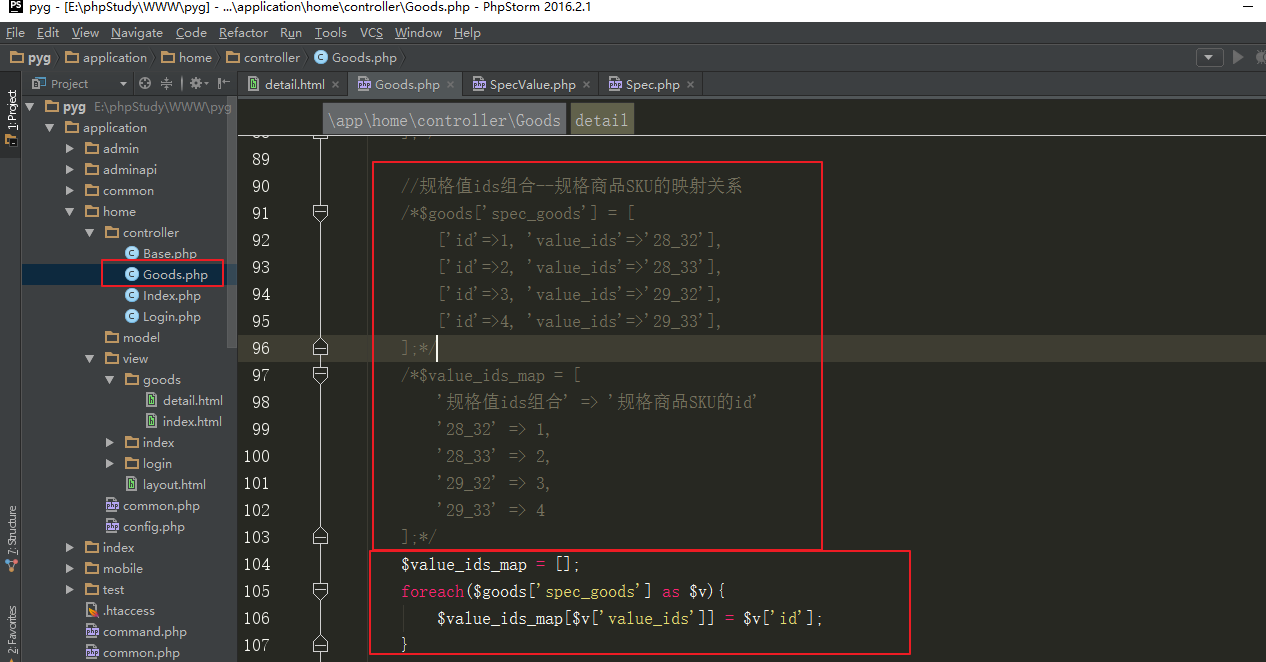 pyg - [E:\phpStudy\WWW\pyg] - ...\application\home\controller\Goods.php - PhpStorm 2016.2.1
File Edit View Navigate Code Refactor Run Tools VCS Window Help
pyg application home controller Goods.php
Project
detail.html Goods.php SpecValue.php Spec.php
1: Project
7: Structure
2: Favorites
pyg E:\phpStudy\WWW\pyg
application
admin
adminapi
common
home
controller
Base.php
Goods.php
Index.php
Login.php
model
view
goods
detail.html
index.html
index
login
layout.html
common.php
config.php
index
mobile
test
.htaccess
command.php
common.php
\app\home\controller\Goods detail
89
90 //规格值ids组合--规格商品SKU的映射关系
91 /*$goods['spec_goods'] = [
92 ['id'=>1, 'value_ids'=>'28_32'],
93 ['id'=>2, 'value_ids'=>'28_33'],
94 ['id'=>3, 'value_ids'=>'29_32'],
95 ['id'=>4, 'value_ids'=>'29_33'],
96 ];*/
97 /*$value_ids_map = [
98 '规格值ids组合' => '规格商品SKU的id'
99 '28_32' => 1,
100 '28_33' => 2,
101 '29_32' => 3,
102 '29_33' => 4
103 ];*/
104 $value_ids_map = [];
105 foreach($goods['spec_goods'] as $v){
106 $value_ids_map[$v['value_ids']] = $v['id'];
107 }